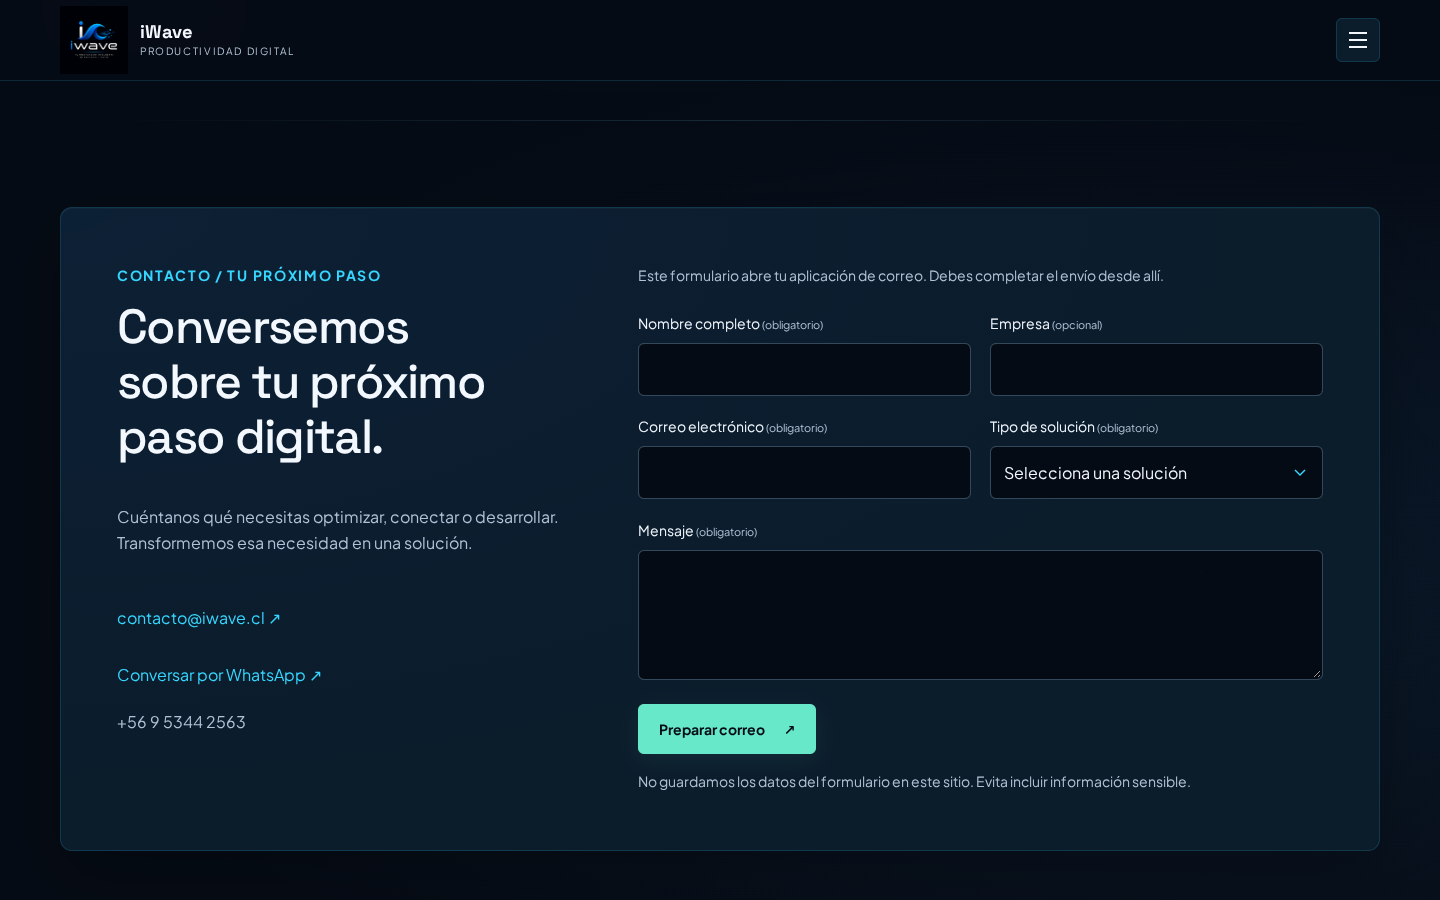 iwave
iWave
PRODUCTIVIDAD DIGITAL
CONTACTO / TU PRÓXIMO PASO
Conversemos
sobre tu próximo
paso digital.
Cuéntanos qué necesitas optimizar, conectar o desarrollar.
Transformemos esa necesidad en una solución.
contacto@iwave.cl ↗
Conversar por WhatsApp ↗
+56 9 5344 2563
Este formulario abre tu aplicación de correo. Debes completar el envío desde allí.
Nombre completo (obligatorio)
Empresa (opcional)
Correo electrónico (obligatorio)
Tipo de solución (obligatorio)
Selecciona una solución
Mensaje (obligatorio)
Preparar correo ↗
No guardamos los datos del formulario en este sitio. Evita incluir información sensible.